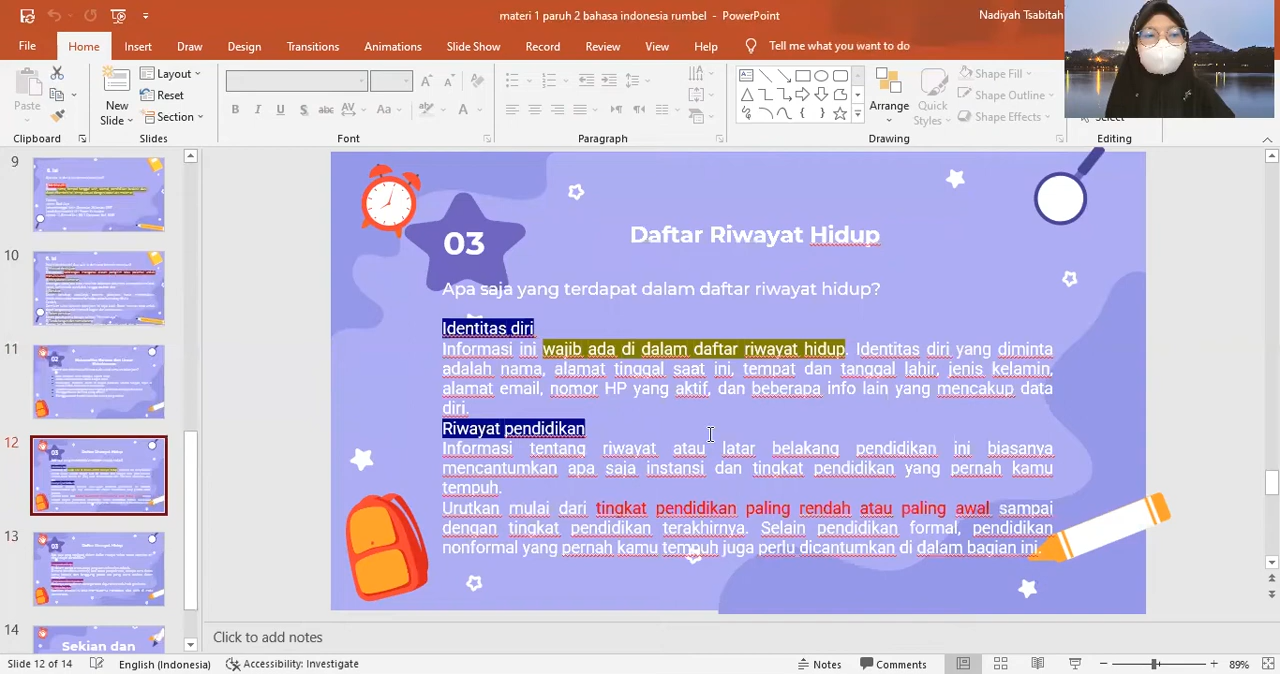 materi 1 paruh 2 bahasa indonesia rumbel - PowerPoint
Nadiyah Tsabitah
File Home Insert Draw Design Transitions Animations Slide Show Record Review View Help Tell me what you want to do
Paste
Clipboard
New
Slide
Layout
Reset
Section
Slides
B I U S abc AV Aa A
Font
Paragraph
Arrange
Quick
Styles
Shape Fill
Shape Outline
Shape Effects
Drawing
Select
Editing
9
10
11
12
13
14
Sekian dan
03
Daftar Riwayat Hidup
Apa saja yang terdapat dalam daftar riwayat hidup?
Identitas diri
Informasi ini wajib ada di dalam daftar riwayat hidup. Identitas diri yang diminta
adalah nama, alamat tinggal saat ini, tempat dan tanggal lahir, jenis kelamin,
alamat email, nomor HP yang aktif, dan beberapa info lain yang mencakup data
diri.
Riwayat pendidikan
Informasi tentang riwayat atau latar belakang pendidikan ini biasanya
mencantumkan apa saja instansi dan tingkat pendidikan yang pernah kamu
tempuh.
Urutkan mulai dari tingkat pendidikan paling rendah atau paling awal sampai
dengan tingkat pendidikan terakhirnya. Selain pendidikan formal, pendidikan
nonformal yang pernah kamu tempuh juga perlu dicantumkan di dalam bagian ini.
Click to add notes
Slide 12 of 14 English (Indonesia) Accessibility: Investigate Notes Comments 89%